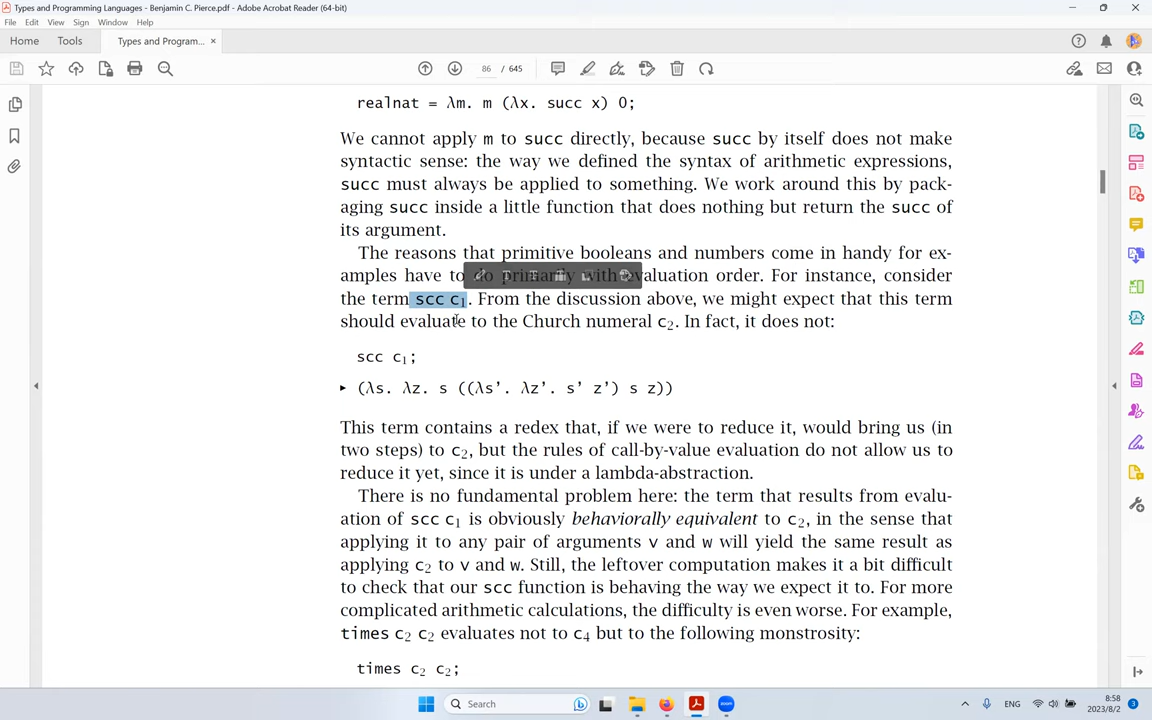 Types and Programming Languages - Benjamin C. Pierce.pdf - Adobe Acrobat Reader (64-bit)
File Edit View Sign Window Help
Home Tools Types and Program... ×
86 / 645
realnat = λm. m (λx. succ x) 0;
We cannot apply m to succ directly, because succ by itself does not make
syntactic sense: the way we defined the syntax of arithmetic expressions,
succ must always be applied to something. We work around this by pack-
aging succ inside a little function that does nothing but return the succ of
its argument.
The reasons that primitive booleans and numbers come in handy for ex-
amples have to do primarily with evaluation order. For instance, consider
the term scc c₁. From the discussion above, we might expect that this term
should evaluate to the Church numeral c₂. In fact, it does not:
scc c₁;
▸ (λs. λz. s ((λs’. λz’. s’ z’) s z))
This term contains a redex that, if we were to reduce it, would bring us (in
two steps) to c₂, but the rules of call-by-value evaluation do not allow us to
reduce it yet, since it is under a lambda-abstraction.
There is no fundamental problem here: the term that results from evalu-
ation of scc c₁ is obviously behaviorally equivalent to c₂, in the sense that
applying it to any pair of arguments v and w will yield the same result as
applying c₂ to v and w. Still, the leftover computation makes it a bit difficult
to check that our scc function is behaving the way we expect it to. For more
complicated arithmetic calculations, the difficulty is even worse. For example,
times c₂ c₂ evaluates not to c₄ but to the following monstrosity:
times c₂ c₂;
Search
ENG
8:58
2023/8/2
3